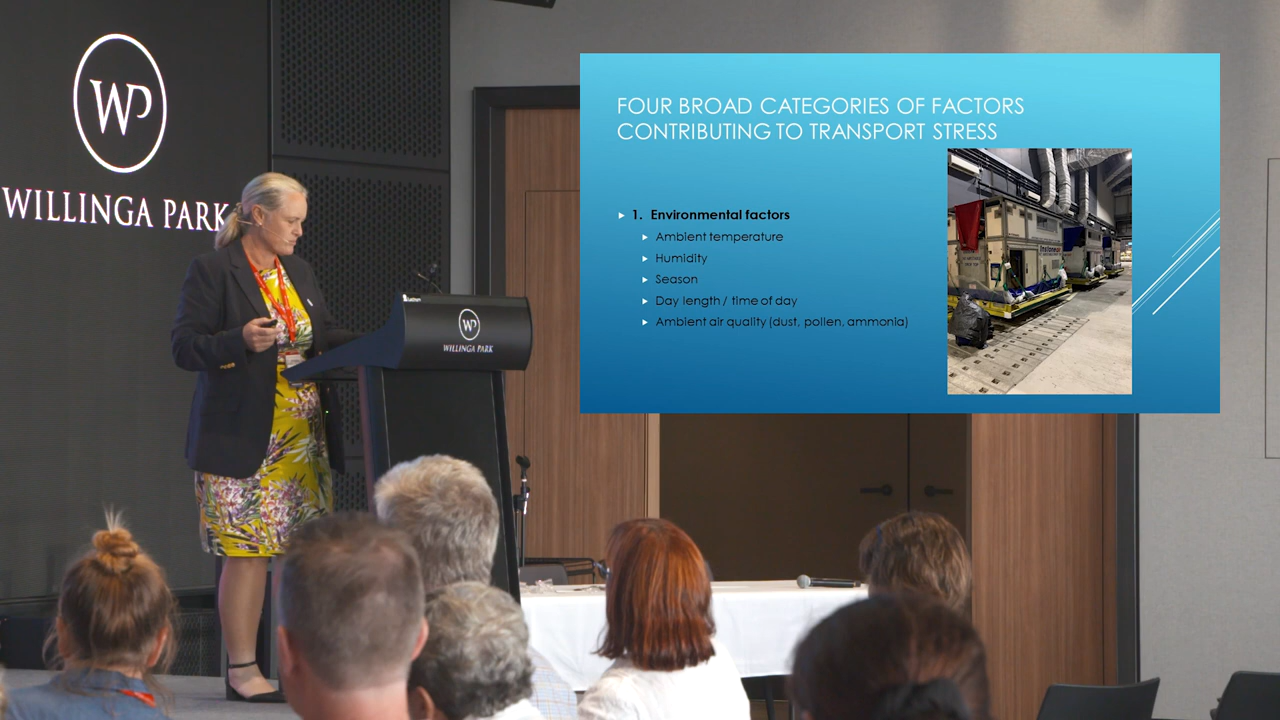 WP
WILLINGA PARK
WP
WILLINGA PARK
FOUR BROAD CATEGORIES OF FACTORS
CONTRIBUTING TO TRANSPORT STRESS
1. Environmental factors
Ambient temperature
Humidity
Season
Day length / time of day
Ambient air quality (dust, pollen, ammonia)